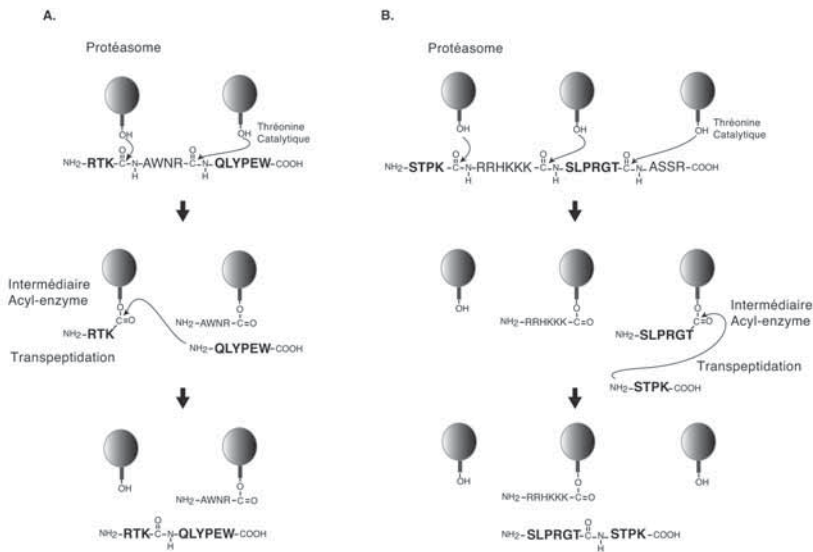 A.
Protéasome
OH
OH
Thréonine
Catalytique
NH2–RTK–C–N–AWNR–C–N–QLYPEW–COOH
O
H
O
H
Intermédiaire
Acyl-enzyme
O
C=O
NH2–RTK
O
NH2–AWNR–C=O
Transpeptidation
NH2–QLYPEW–COOH
OH
O
NH2–AWNR–C=O
O
NH2–RTK–C–N–QLYPEW–COOH
H
B.
Protéasome
OH
OH
OH
Thréonine
Catalytique
O
O
O
NH2–STPK–C–N–RRHKKK–C–N–SLPRGT–C–N–ASSR–COOH
H
H
H
OH
O
NH2–RRHKKK–C=O
O
C=O
NH2–SLPRGT
Intermédiaire
Acyl-enzyme
Transpeptidation
NH2–STPK–COOH
OH
O
NH2–RRHKKK–C=O
OH
O
NH2–SLPRGT–C–N–STPK–COOH
H